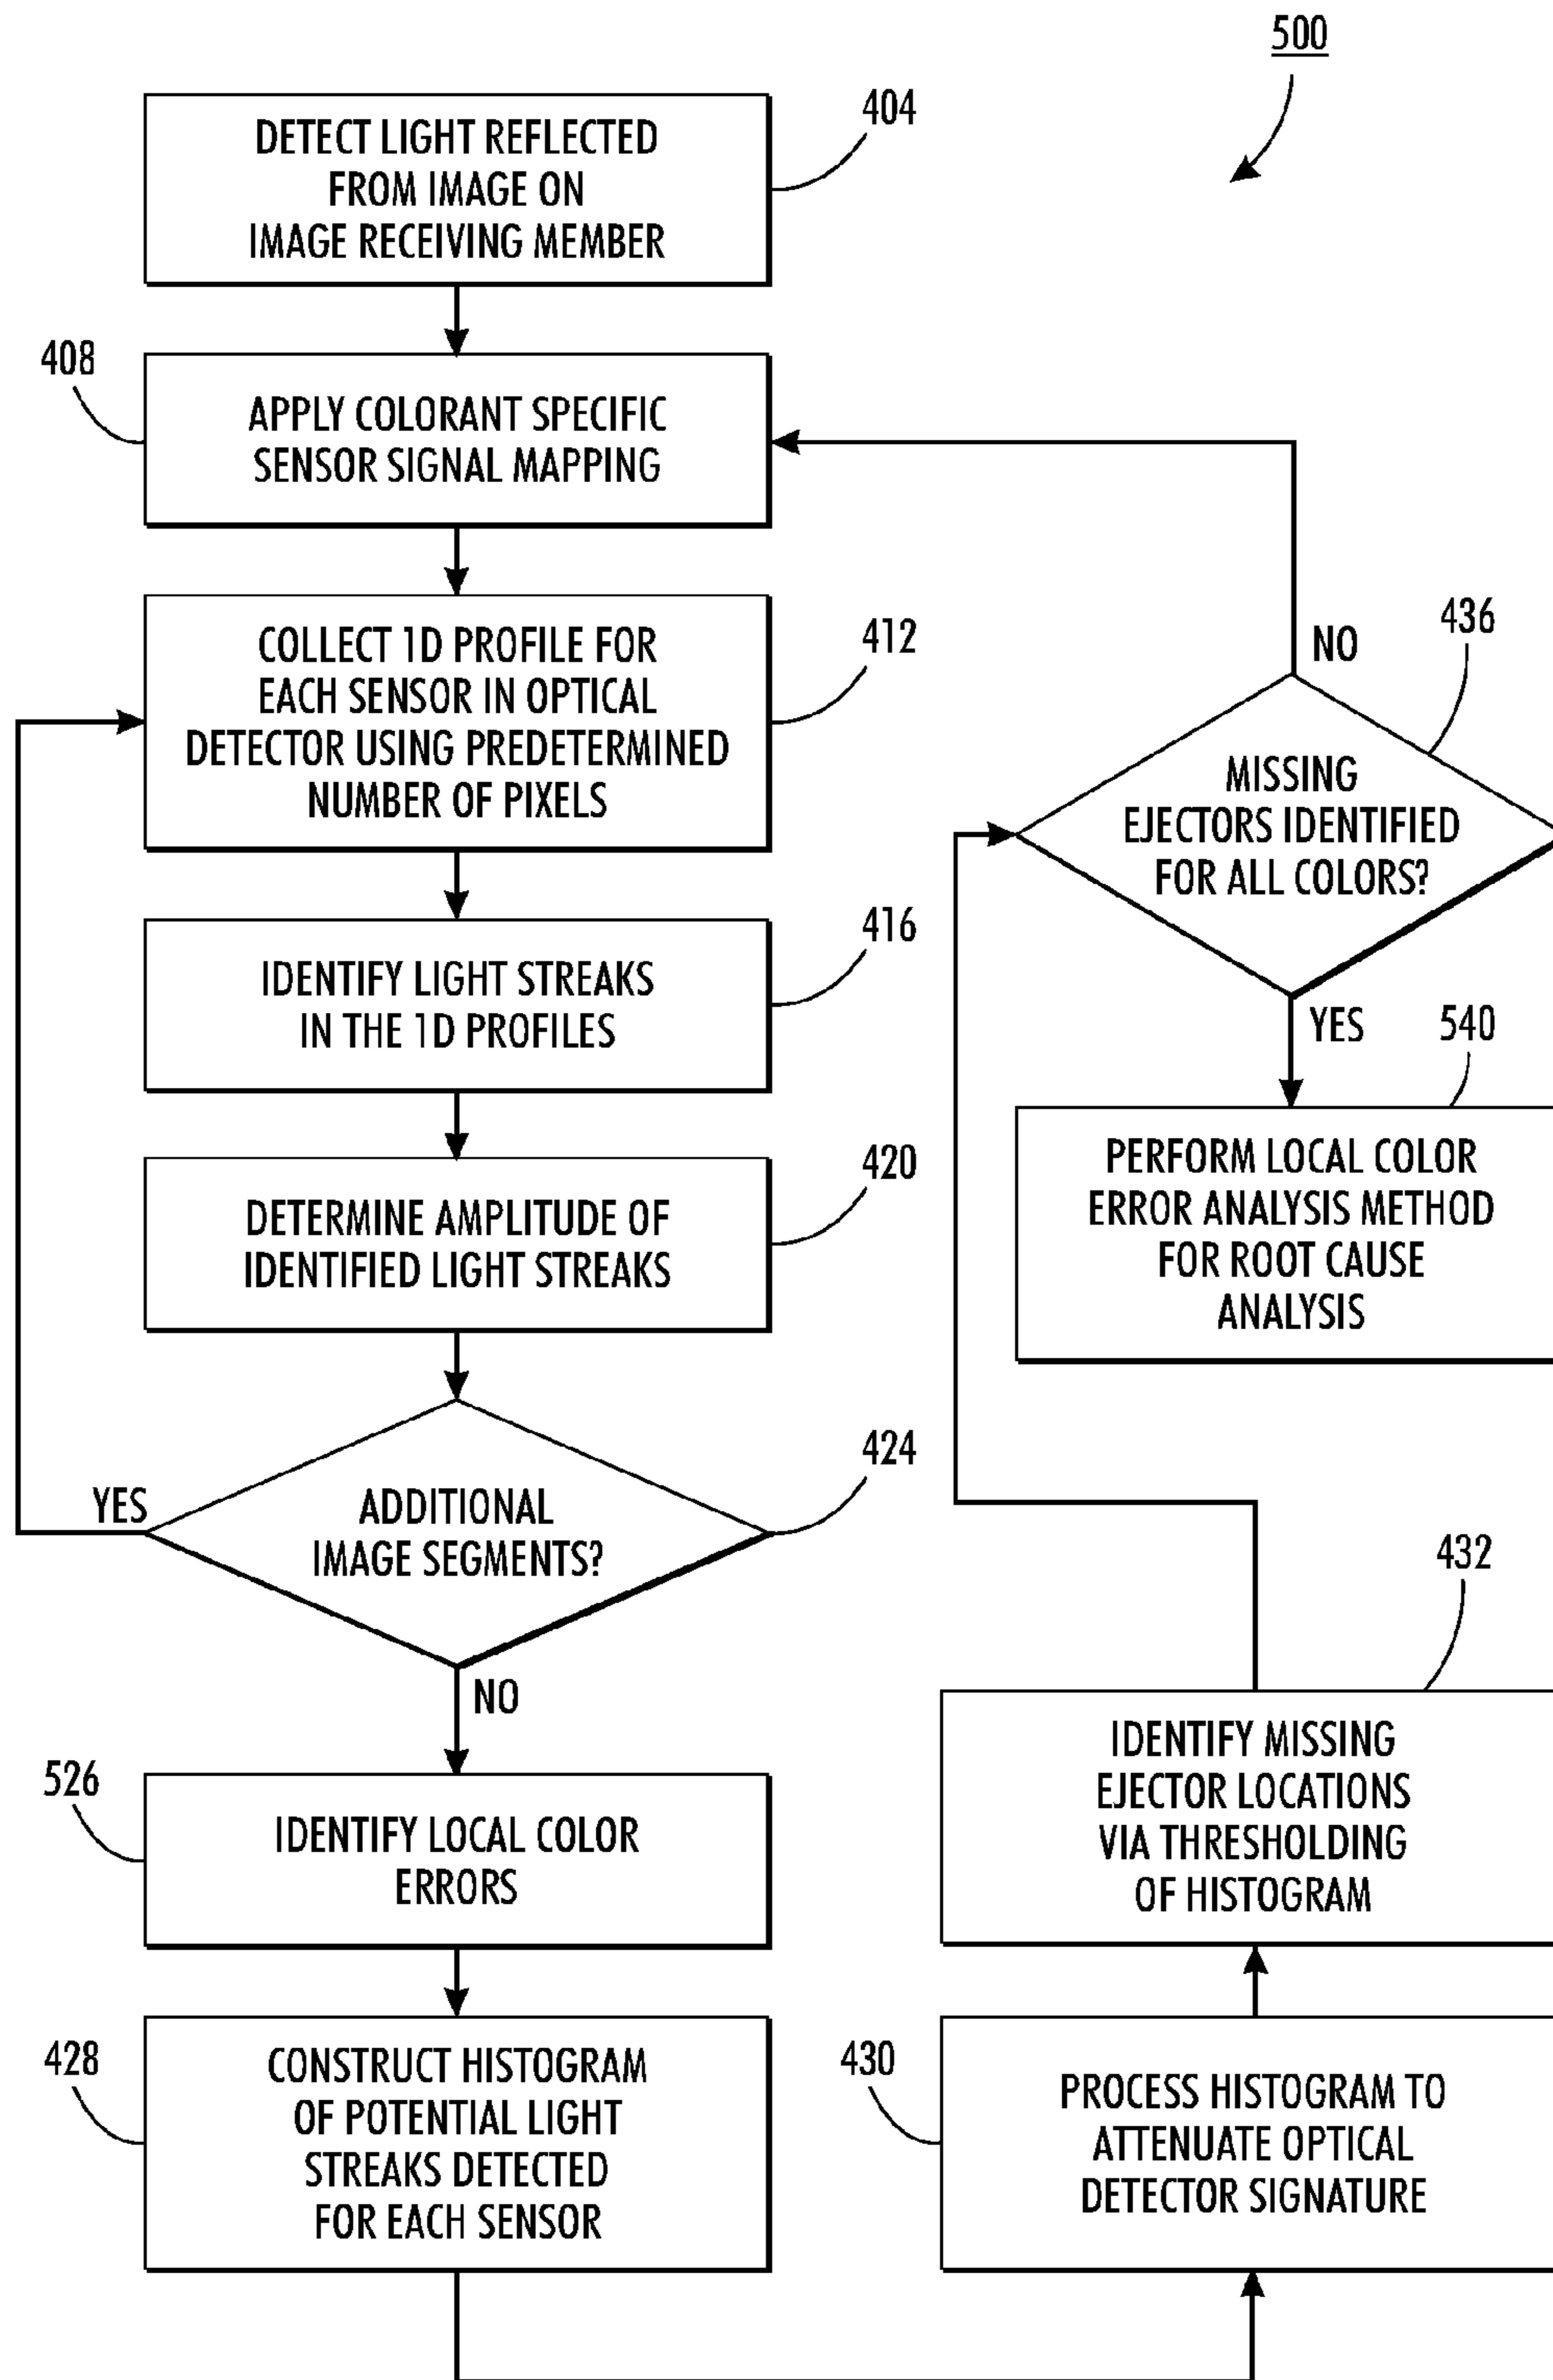 500
404
DETECT LIGHT REFLECTED
FROM IMAGE ON
IMAGE RECEIVING MEMBER
408
APPLY COLORANT SPECIFIC
SENSOR SIGNAL MAPPING
412
COLLECT 1D PROFILE FOR
EACH SENSOR IN OPTICAL
DETECTOR USING PREDETERMINED
NUMBER OF PIXELS
416
IDENTIFY LIGHT STREAKS
IN THE 1D PROFILES
420
DETERMINE AMPLITUDE OF
IDENTIFIED LIGHT STREAKS
424
YES
ADDITIONAL
IMAGE SEGMENTS?
NO
526
IDENTIFY LOCAL COLOR
ERRORS
428
CONSTRUCT HISTOGRAM
OF POTENTIAL LIGHT
STREAKS DETECTED
FOR EACH SENSOR
430
PROCESS HISTOGRAM TO
ATTENUATE OPTICAL
DETECTOR SIGNATURE
432
IDENTIFY MISSING
EJECTOR LOCATIONS
VIA THRESHOLDING
OF HISTOGRAM
436
NO
MISSING
EJECTORS IDENTIFIED
FOR ALL COLORS?
YES
540
PERFORM LOCAL COLOR
ERROR ANALYSIS METHOD
FOR ROOT CAUSE
ANALYSIS